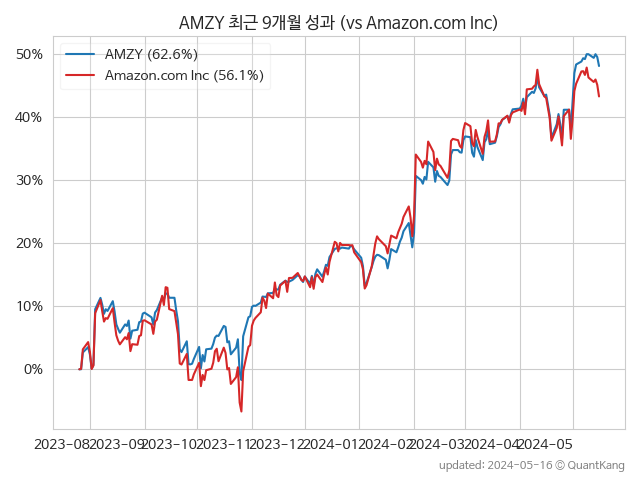 AMZY 최근 9개월 성과 (vs Amazon.com Inc)
AMZY (62.6%)
Amazon.com Inc (56.1%)
50%
40%
30%
20%
10%
0%
2023-08 2023-09 2023-10 2023-11 2023-12 2024-01 2024-02 2024-03 2024-04 2024-05
updated: 2024-05-16 © QuantKang